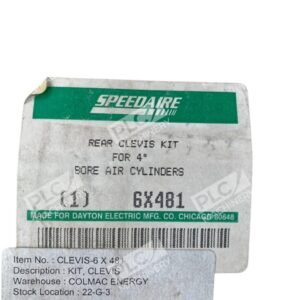 SPEEDAIRE
REAR CLEVIS KIT
FOR 4"
BORE AIR CYLINDERS
(1) 6X481
MADE FOR DAYTON ELECTRIC MFG. CO. CHICAGO 60648
Item No. : CLEVIS-6 X 481
Description : KIT, CLEVIS
Warehouse : COLMAC ENERGY
Stock Location : 22-G-3